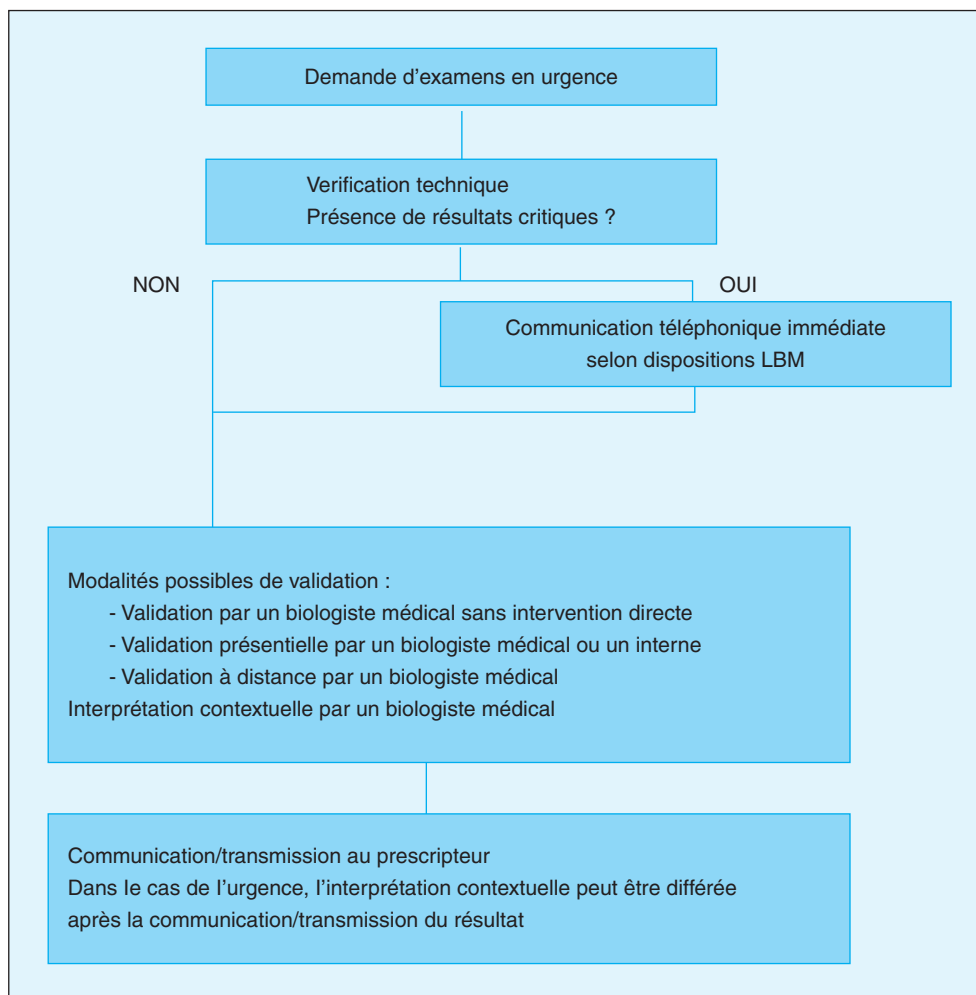 Demande d'examens en urgence
Verification technique
Présence de résultats critiques ?
NON
OUI
Communication téléphonique immédiate
selon dispositions LBM
Modalités possibles de validation :
- Validation par un biologiste médical sans intervention directe
- Validation présentielle par un biologiste médical ou un interne
- Validation à distance par un biologiste médical
Interprétation contextuelle par un biologiste médical
Communication/transmission au prescripteur
Dans le cas de l'urgence, l'interprétation contextuelle peut être différée
après la communication/transmission du résultat